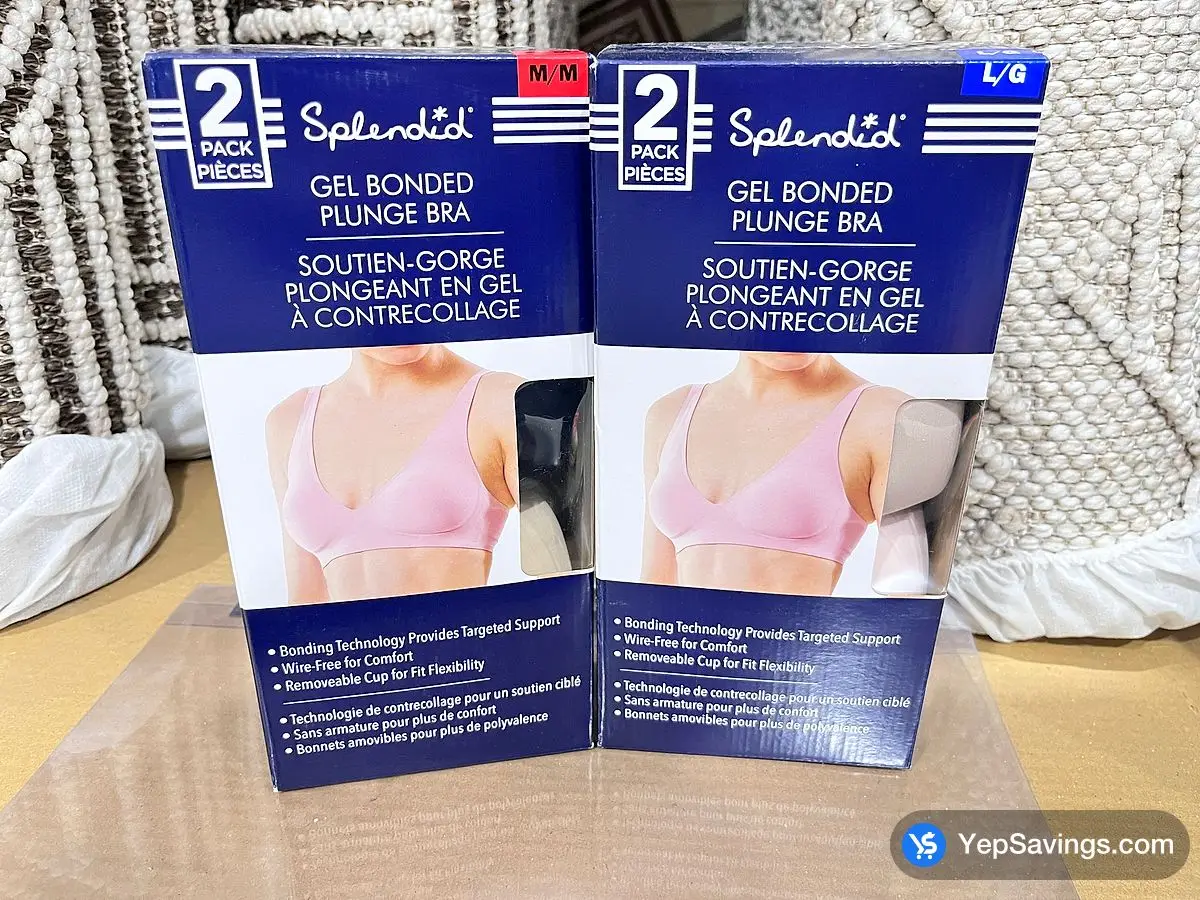 2
PACK
PIÈCES
Splendid
M/M
GEL BONDED
PLUNGE BRA
SOUTIEN-GORGE
PLONGEANT EN GEL
À CONTRECOLLAGE
• Bonding Technology Provides Targeted Support
• Wire-Free for Comfort
• Removeable Cup for Fit Flexibility
• Technologie de contrecollage pour un soutien ciblé
• Sans armature pour plus de confort
• Bonnets amovibles pour plus de polyvalence
2
PACK
PIÈCES
Splendid
L/G
GEL BONDED
PLUNGE BRA
SOUTIEN-GORGE
PLONGEANT EN GEL
À CONTRECOLLAGE
• Bonding Technology Provides Targeted Support
• Wire-Free for Comfort
• Removeable Cup for Fit Flexibility
• Technologie de contrecollage pour un soutien ciblé
• Sans armature pour plus de confort
• Bonnets amovibles pour plus de polyvalence
YepSavings.com